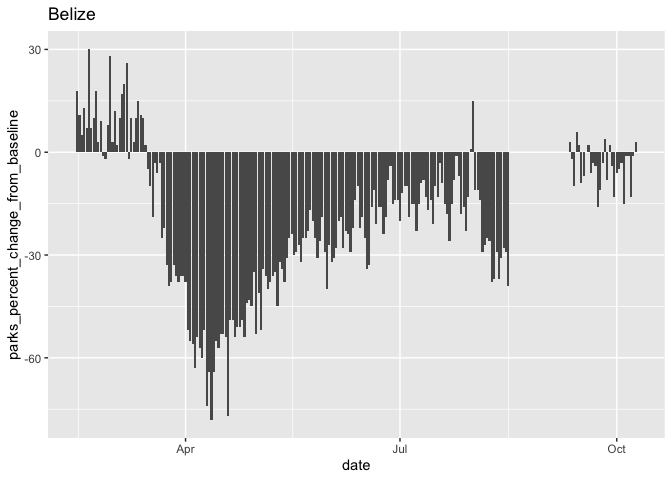 Belize
parks_percent_change_from_baseline
30
0
-30
-60
Apr
Jul
Oct
date